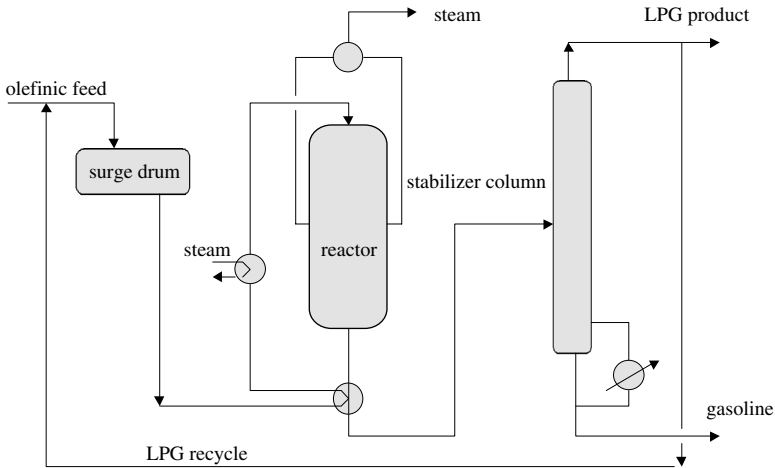 steam
LPG product
olefinic feed
surge drum
stabilizer column
steam
reactor
gasoline
LPG recycle